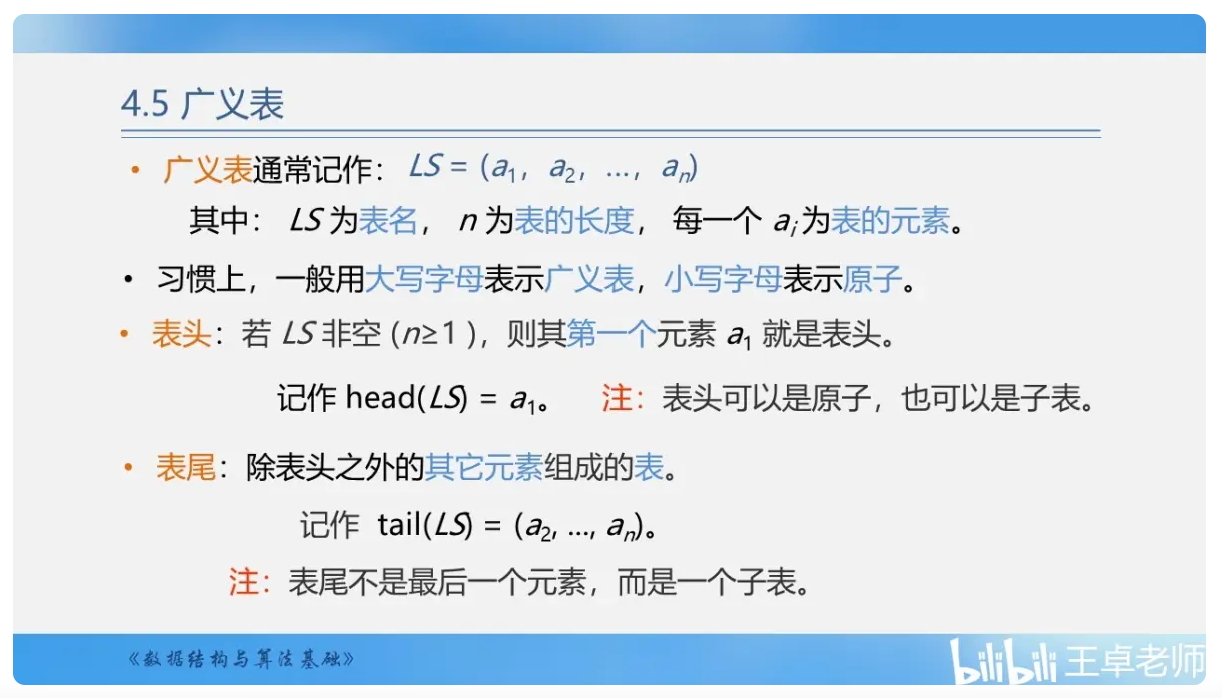 4.5 广义表
• 广义表通常记作： LS = (a₁， a₂， …， aₙ)
其中： LS 为表名， n 为表的长度， 每一个 aᵢ 为表的元素。
• 习惯上，一般用大写字母表示广义表，小写字母表示原子。
• 表头：若 LS 非空 (n≥1 )，则其第一个元素 a₁ 就是表头。
记作 head(LS) = a₁。 注：表头可以是原子，也可以是子表。
• 表尾：除表头之外的其它元素组成的表。
记作 tail(LS) = (a₂, ..., aₙ)。
注：表尾不是最后一个元素，而是一个子表。
《数据结构与算法基础》
bilibili 王卓老师